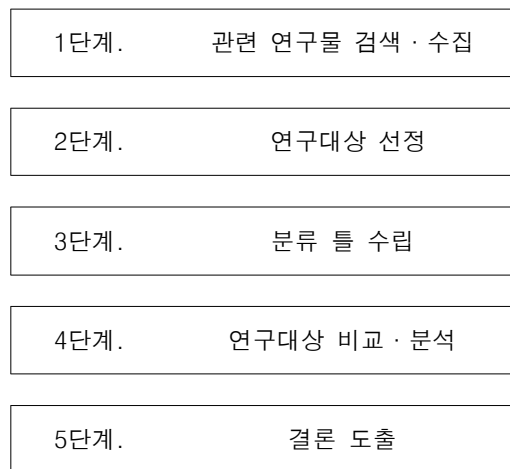 1단계. 관련 연구물 검색 · 수집
2단계. 연구대상 선정
3단계. 분류 틀 수립
4단계. 연구대상 비교 · 분석
5단계. 결론 도출